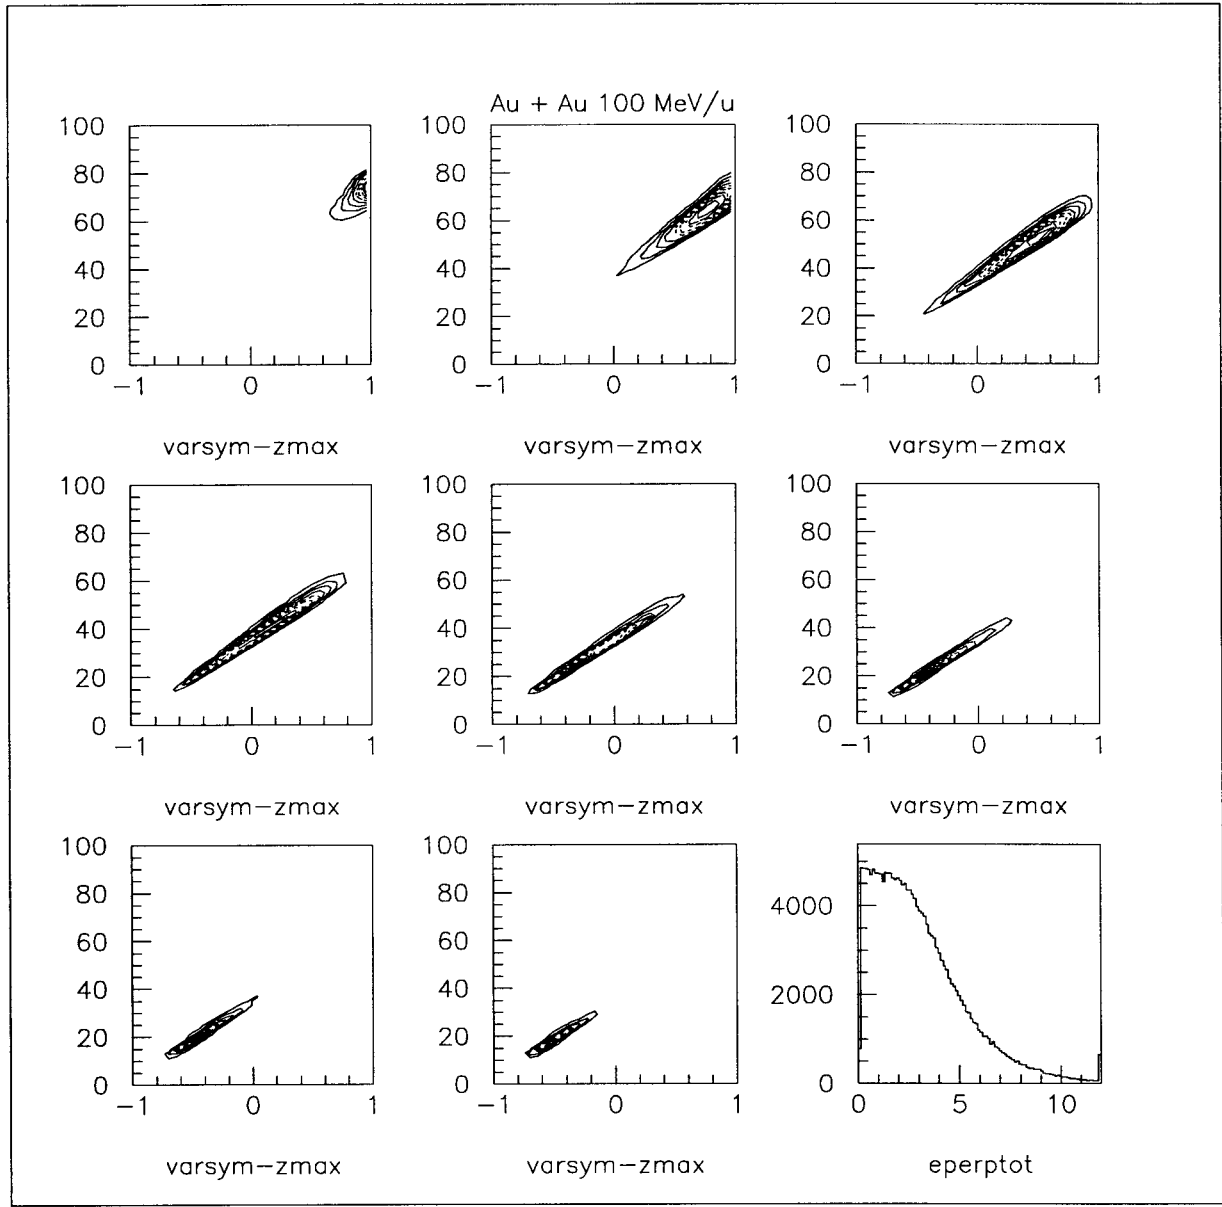 Au + Au 100 MeV/u
100 100 100
80 80 80
60 60 60
40 40 40
20 20 20
0 0 0
−1 0 1 −1 0 1 −1 0 1
varsym−zmax varsym−zmax varsym−zmax
100 100 100
80 80 80
60 60 60
40 40 40
20 20 20
0 0 0
−1 0 1 −1 0 1 −1 0 1
varsym−zmax varsym−zmax varsym−zmax
100 100
80 80 4000
60 60
40 40 2000
20 20
0 0 0
−1 0 1 −1 0 1 0 5 10
varsym−zmax varsym−zmax eperptot